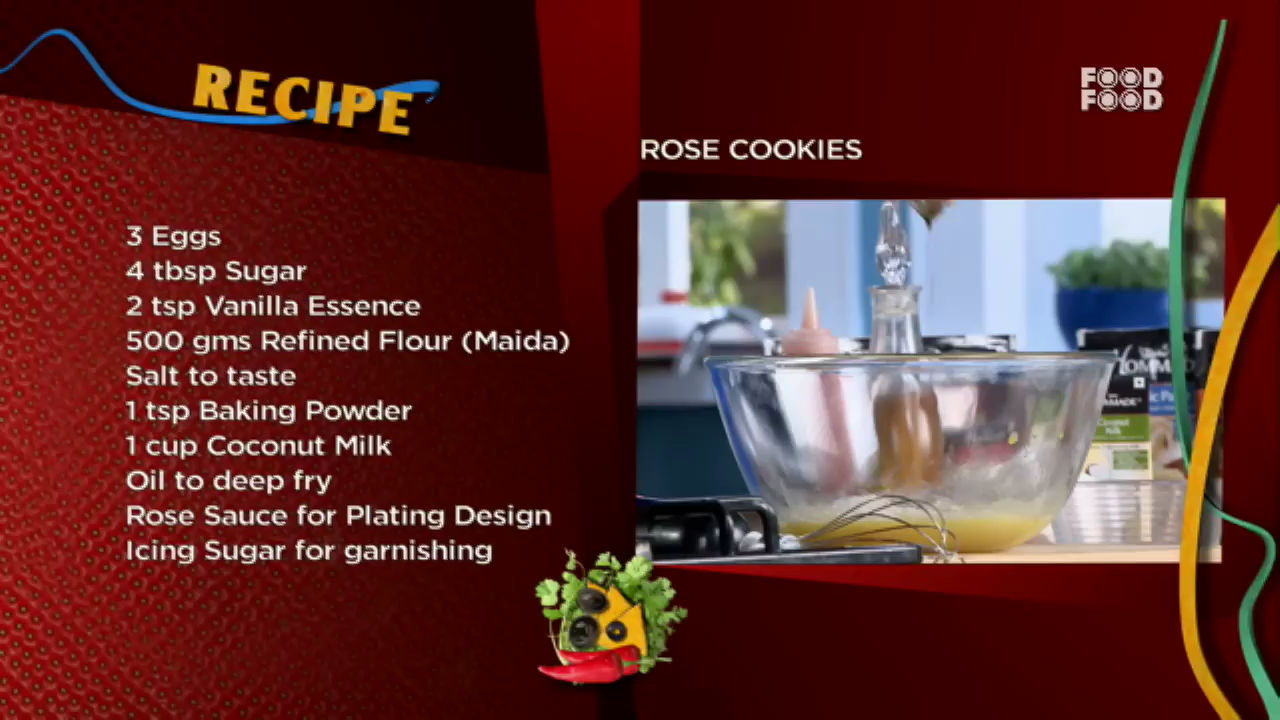 RECIPE
FOOD
FOOD
ROSE COOKIES
3 Eggs
4 tbsp Sugar
2 tsp Vanilla Essence
500 gms Refined Flour (Maida)
Salt to taste
1 tsp Baking Powder
1 cup Coconut Milk
Oil to deep fry
Rose Sauce for Plating Design
Icing Sugar for garnishing